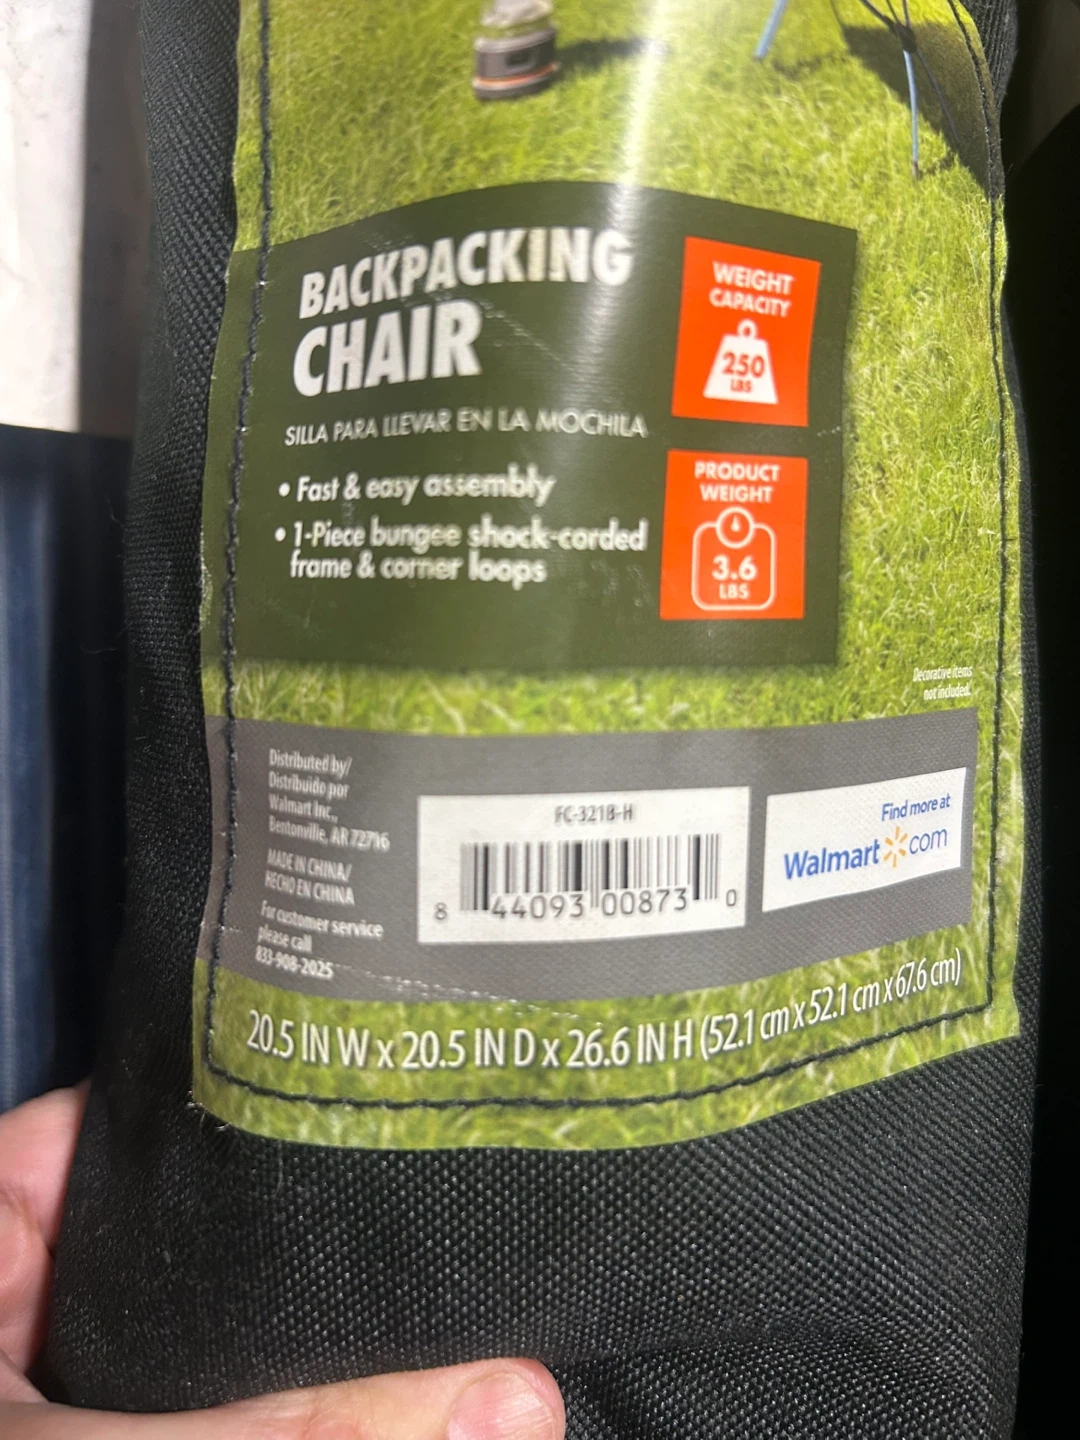 BACKPACKING
CHAIR
SILLA PARA LLEVAR EN LA MOCHILA
• Fast & easy assembly
• 1-Piece bungee shock-corded
frame & corner loops
WEIGHT
CAPACITY
250
LBS
PRODUCT
WEIGHT
3.6
LBS
Decorative items
not included.
Distributed by/
Distribuido por
Walmart Inc.,
Bentonville, AR 72716
MADE IN CHINA/
HECHO EN CHINA
For customer service
please call
833-908-2025
FC-321B-H
8 44093 00873 0
Find more at
Walmart com
20.5 IN W x 20.5 IN D x 26.6 IN H (52.1 cm x 52.1 cm x 67.6 cm)